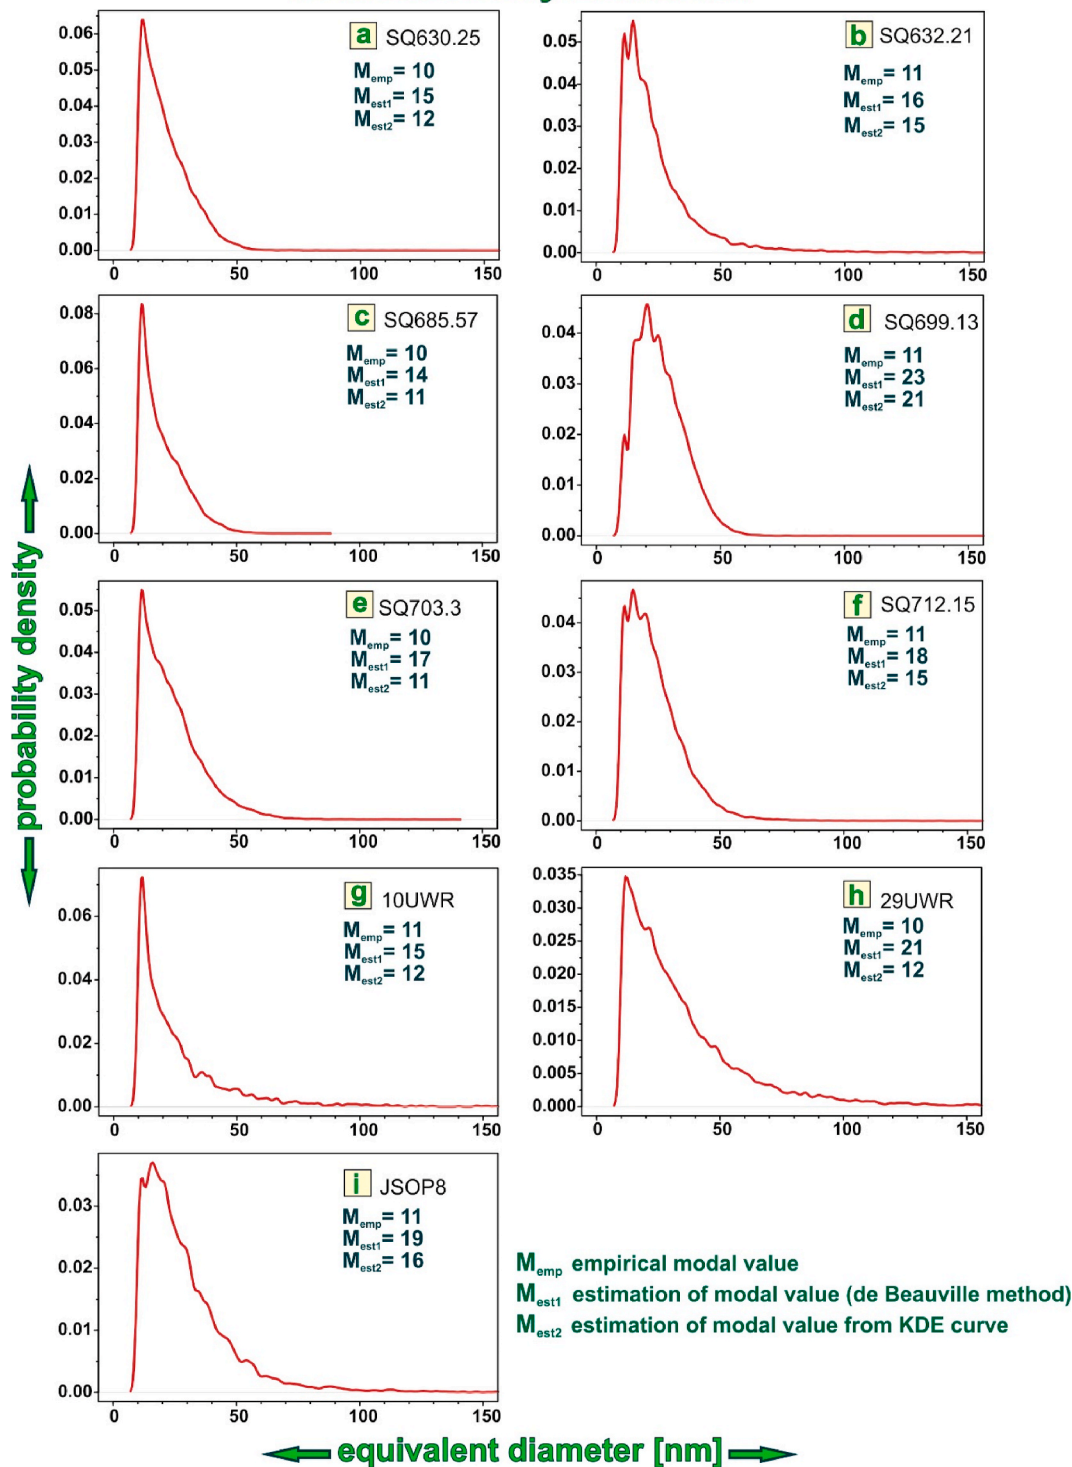 a SQ630.25
Memp= 10
Mest1= 15
Mest2= 12
0.06
0.05
0.04
0.03
0.02
0.01
0.00
0 50 100 150
b SQ632.21
Memp= 11
Mest1= 16
Mest2= 15
0.05
0.04
0.03
0.02
0.01
0.00
0 50 100 150
c SQ685.57
Memp= 10
Mest1= 14
Mest2= 11
0.08
0.06
0.04
0.02
0.00
0 50 100 150
d SQ699.13
Memp= 11
Mest1= 23
Mest2= 21
0.04
0.03
0.02
0.01
0.00
0 50 100 150
probability density
e SQ703.3
Memp= 10
Mest1= 17
Mest2= 11
0.05
0.04
0.03
0.02
0.01
0.00
0 50 100 150
f SQ712.15
Memp= 11
Mest1= 18
Mest2= 15
0.04
0.03
0.02
0.01
0.00
0 50 100 150
g 10UWR
Memp= 11
Mest1= 15
Mest2= 12
0.06
0.04
0.02
0.00
0 50 100 150
h 29UWR
Memp= 10
Mest1= 21
Mest2= 12
0.035
0.030
0.025
0.020
0.015
0.010
0.005
0.000
0 50 100 150
i JSOP8
Memp= 11
Mest1= 19
Mest2= 16
0.03
0.02
0.01
0.00
0 50 100 150
Memp empirical modal value
Mest1 estimation of modal value (de Beauville method)
Mest2 estimation of modal value from KDE curve
equivalent diameter [nm]